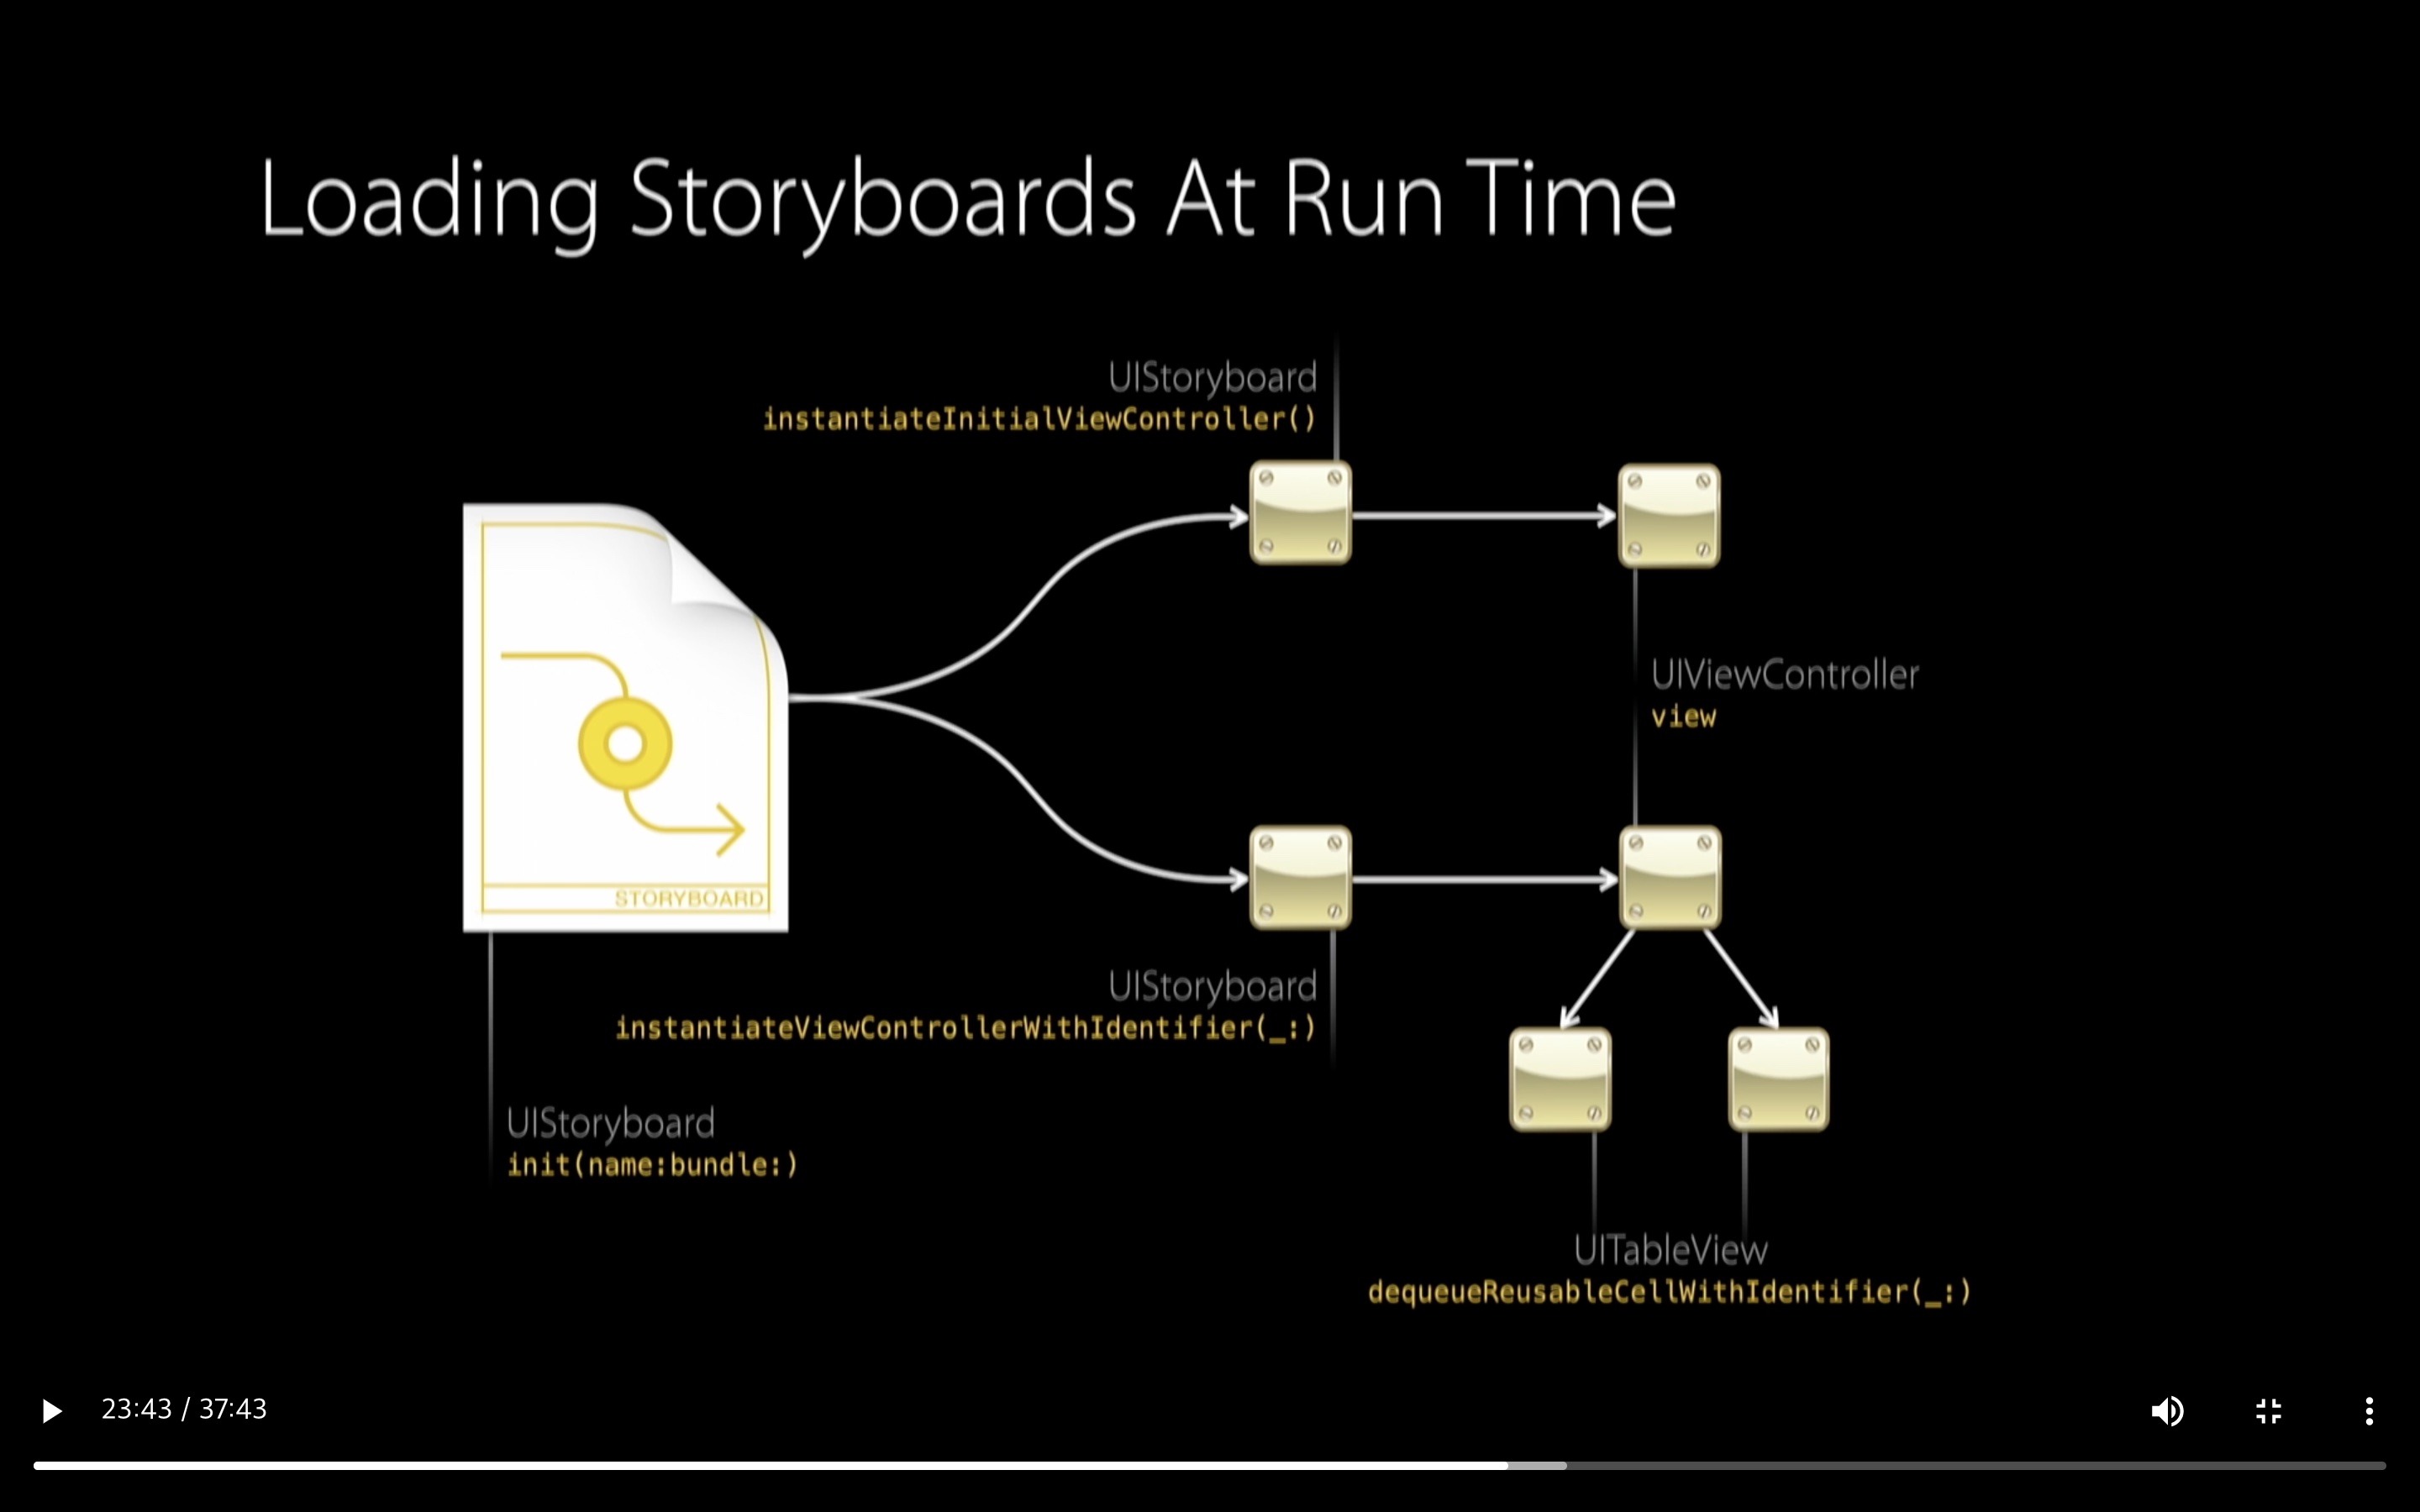 Loading Storyboards At Run Time
UIStoryboard
instantiateInitialViewController()
UIViewController
view
STORYBOARD
UIStoryboard
instantiateViewControllerWithIdentifier(_:)
UIStoryboard
init(name:bundle:)
UITableView
dequeueReusableCellWithIdentifier(_:)
23:43 / 37:43